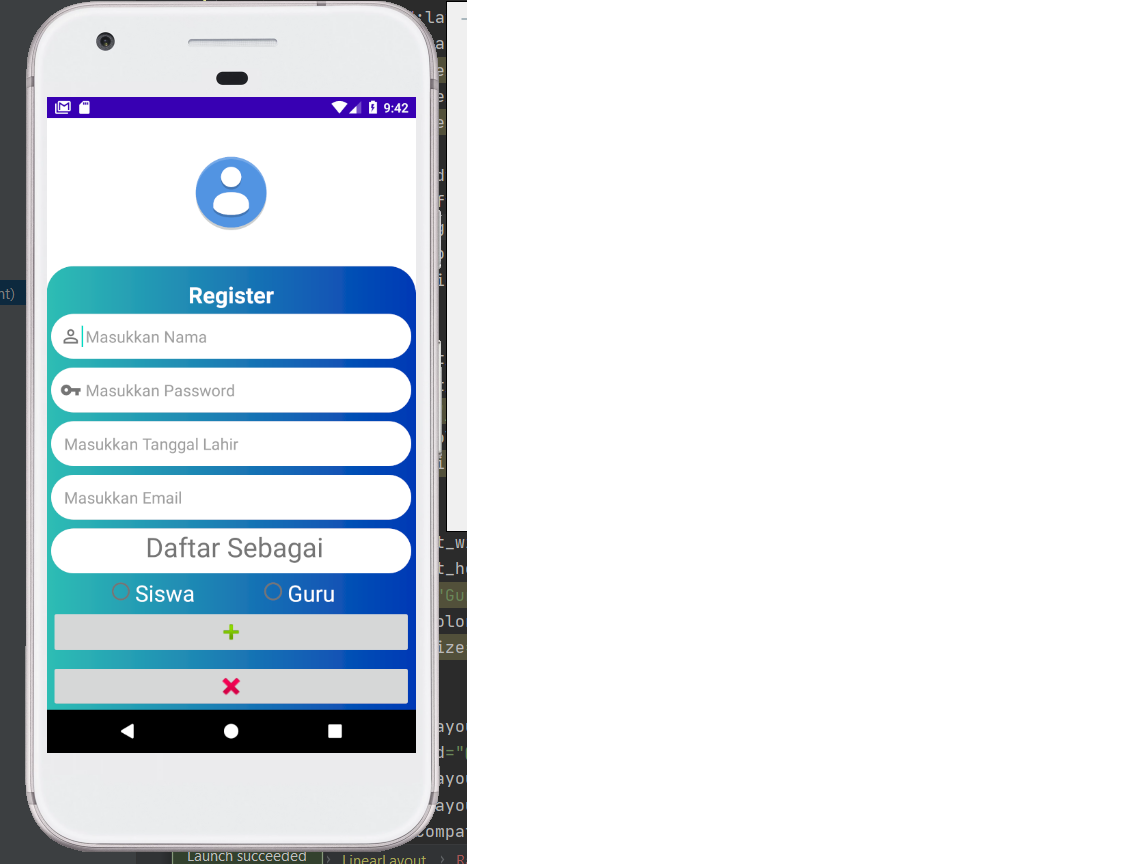 9:42
Register
Masukkan Nama
Masukkan Password
Masukkan Tanggal Lahir
Masukkan Email
Daftar Sebagai
Siswa
Guru
Launch succeeded
LinearLayout